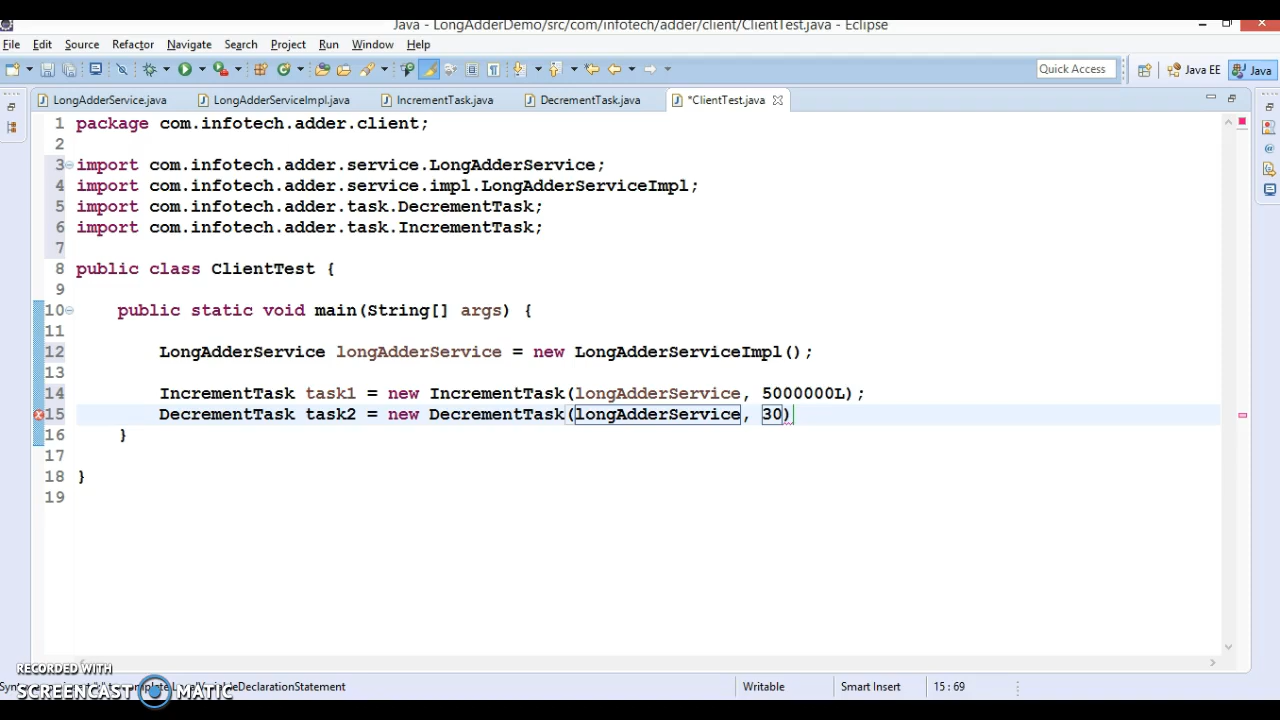 Java - LongAdderDemo/src/com/infotech/adder/client/ClientTest.java - Eclipse
File Edit Source Refactor Navigate Search Project Run Window Help
Quick Access Java EE Java
LongAdderService.java LongAdderServiceImpl.java IncrementTask.java DecrementTask.java *ClientTest.java
1 package com.infotech.adder.client;
2
3 import com.infotech.adder.service.LongAdderService;
4 import com.infotech.adder.service.impl.LongAdderServiceImpl;
5 import com.infotech.adder.task.DecrementTask;
6 import com.infotech.adder.task.IncrementTask;
7
8 public class ClientTest {
9
10 public static void main(String[] args) {
11
12 LongAdderService longAdderService = new LongAdderServiceImpl();
13
14 IncrementTask task1 = new IncrementTask(longAdderService, 5000000L);
15 DecrementTask task2 = new DecrementTask(longAdderService, 30)
16 }
17
18 }
19
RECORDED WITH
SCREENCAST MATIC
Writable Smart Insert 15 : 69